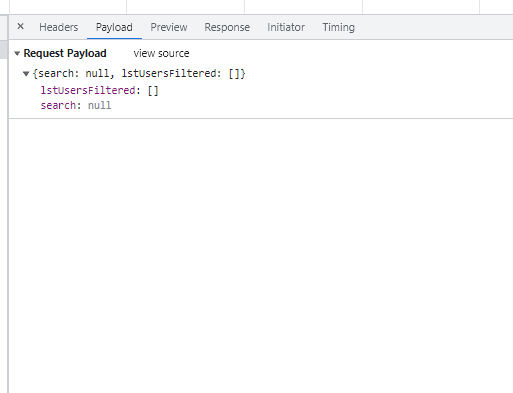 × Headers Payload Preview Response Initiator Timing
▼ Request Payload view source
▼ {search: null, lstUsersFiltered: []}
lstUsersFiltered: []
search: null